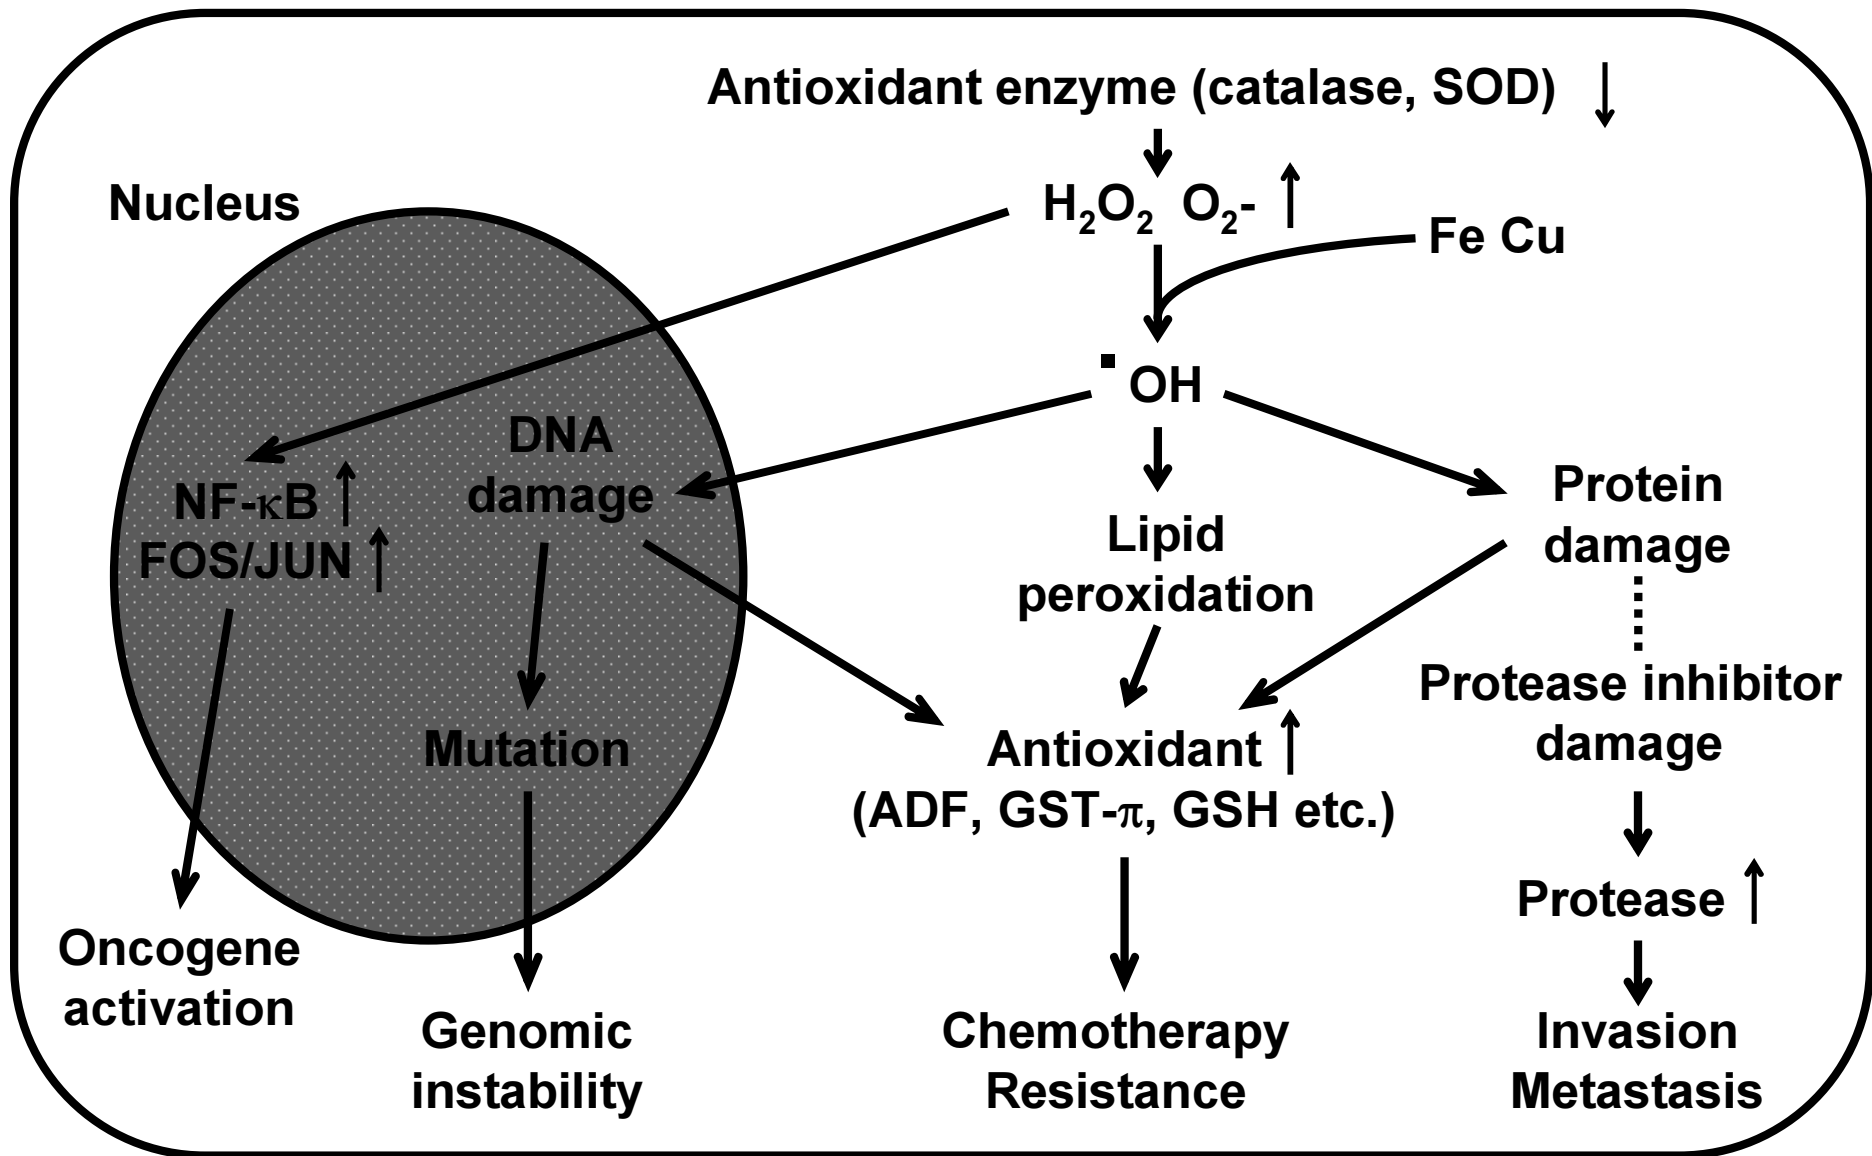 Antioxidant enzyme (catalase, SOD) ↓
Nucleus
H₂O₂ O₂- ↑
Fe Cu
▪OH
DNA
damage
NF-κB ↑
FOS/JUN ↑
Lipid
peroxidation
Protein
damage
Protease inhibitor
damage
Mutation
Antioxidant ↑
(ADF, GST-π, GSH etc.)
Protease ↑
Oncogene
activation
Genomic
instability
Chemotherapy
Resistance
Invasion
Metastasis